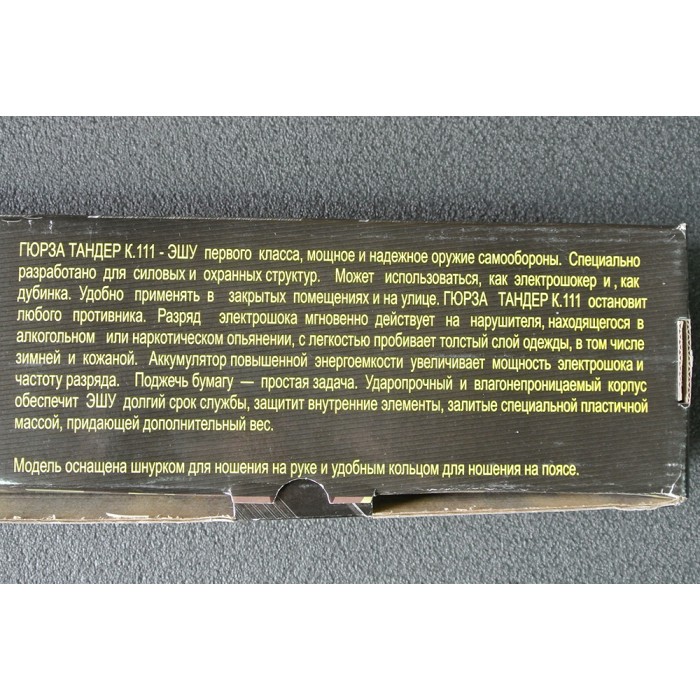 ГЮРЗА ТАНДЕР К.111 - ЭШУ первого класса, мощное и надежное оружие самообороны. Специально
разработано для силовых и охранных структур. Может использоваться, как электрошокер и , как
дубинка. Удобно применять в закрытых помещениях и на улице. ГЮРЗА ТАНДЕР К.111 остановит
любого противника. Разряд электрошока мгновенно действует на нарушителя, находящегося в
алкогольном или наркотическом опьянении, с легкостью пробивает толстый слой одежды, в том числе
зимней и кожаной. Аккумулятор повышенной энергоемкости увеличивает мощность электрошока и
частоту разряда. Поджечь бумагу — простая задача. Ударопрочный и влагонепроницаемый корпус
обеспечит ЭШУ долгий срок службы, защитит внутренние элементы, залитые специальной пластичной
массой, придающей дополнительный вес.
Модель оснащена шнурком для ношения на руке и удобным кольцом для ношения на поясе.